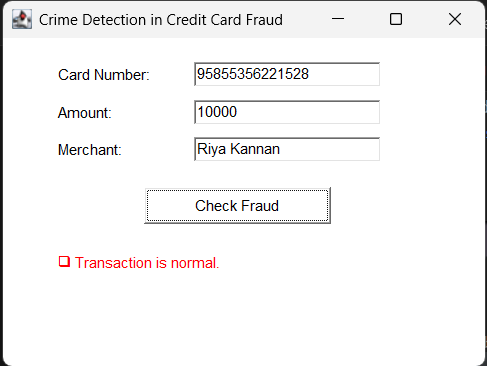 Crime Detection in Credit Card Fraud
Card Number: 95855356221528
Amount: 10000
Merchant: Riya Kannan
Check Fraud
❏ Transaction is normal.